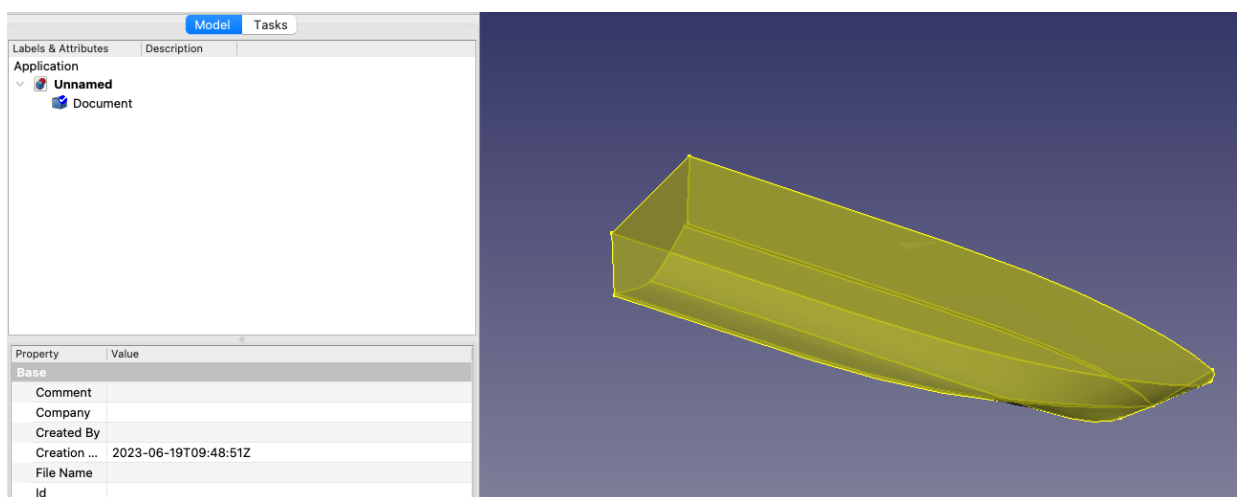 Model Tasks
Labels & Attributes Description
Application
Unnamed
Document
Property Value
Base
Comment
Company
Created By
Creation ... 2023-06-19T09:48:51Z
File Name
Id